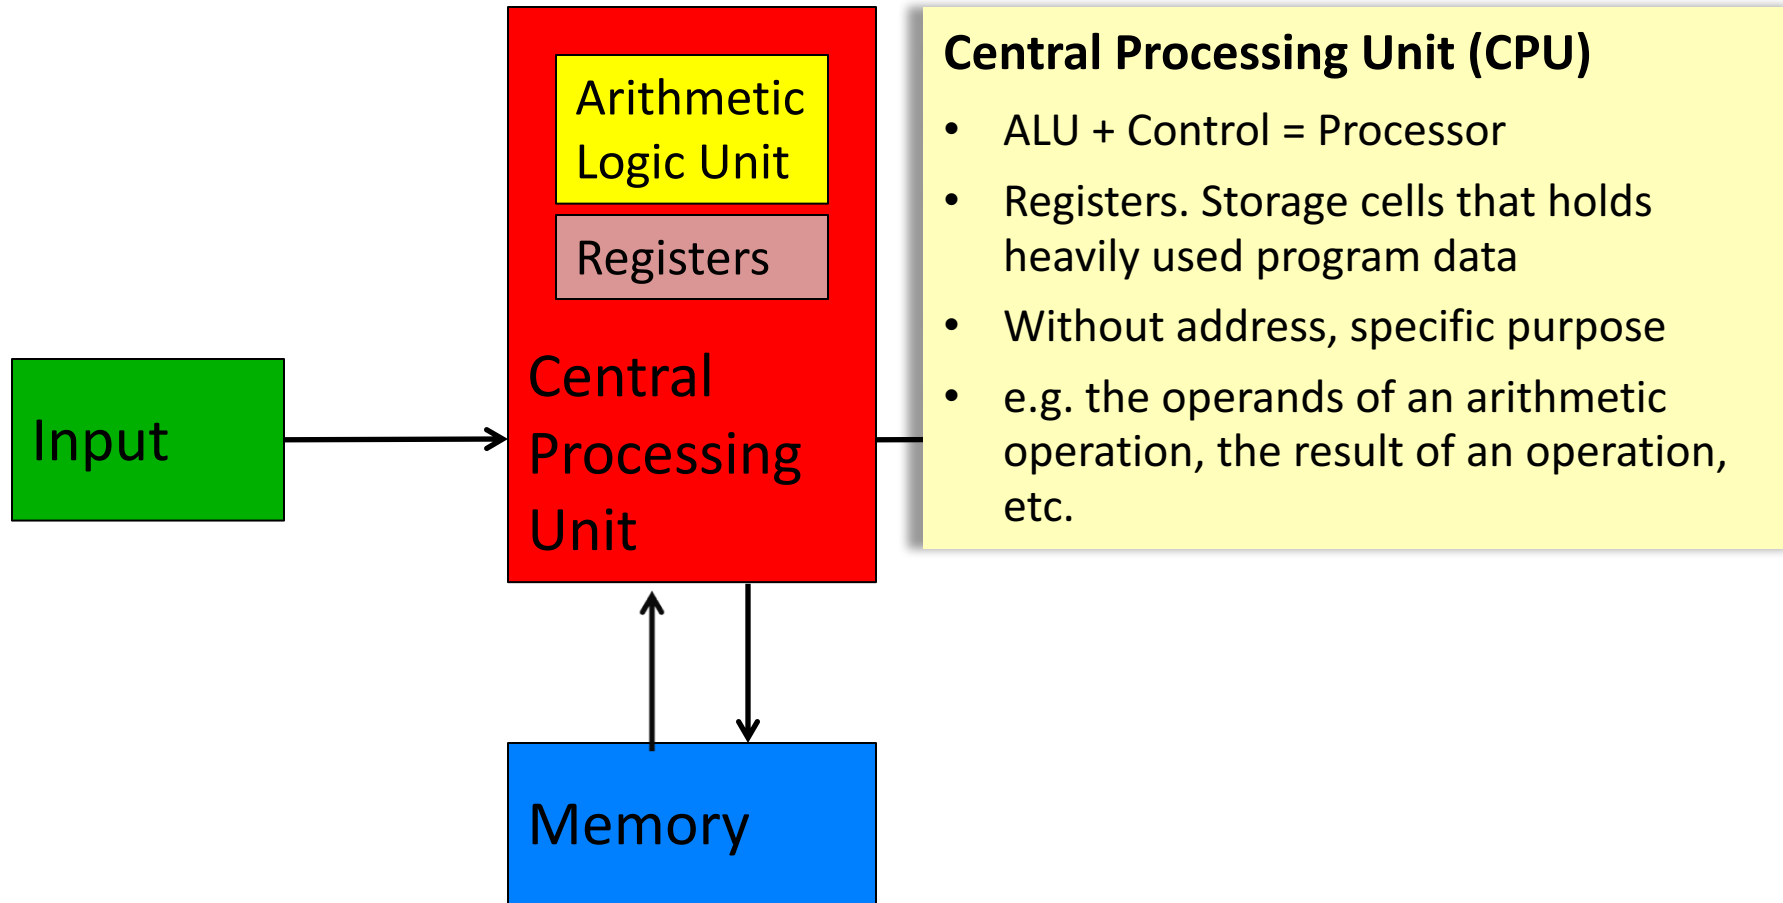 Arithmetic
Logic Unit
Registers
Central
Processing
Unit
Input
Memory
Central Processing Unit (CPU)
• ALU + Control = Processor
• Registers. Storage cells that holds
heavily used program data
• Without address, specific purpose
• e.g. the operands of an arithmetic
operation, the result of an operation,
etc.